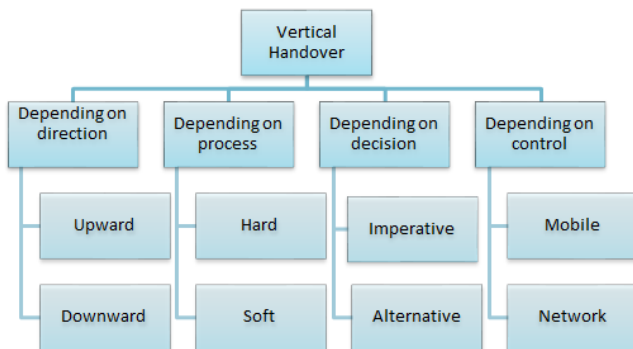 Vertical
Handover
Depending on
direction
Depending on
process
Depending on
decision
Depending on
control
Upward
Hard
Imperative
Mobile
Downward
Soft
Alternative
Network